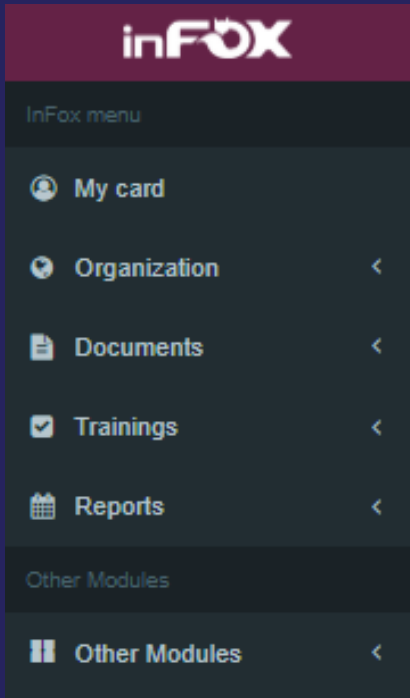 inFOX
InFox menu
My card
Organization
Documents
Trainings
Reports
Other Modules
Other Modules